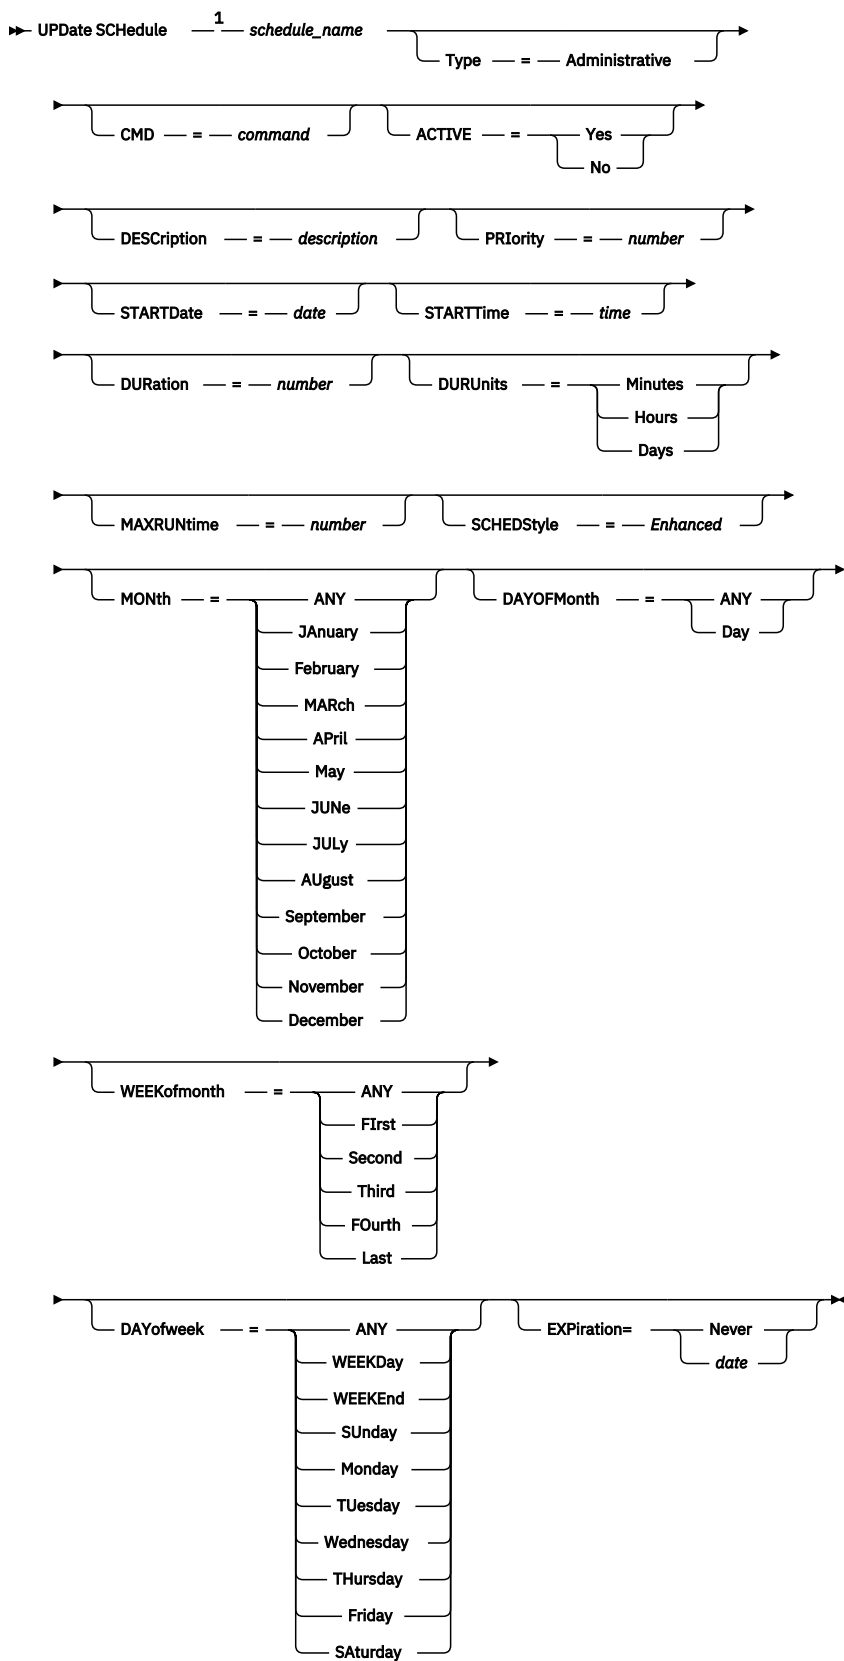 1
UPDate SCHedule schedule_name
Type = Administrative
CMD = command ACTIVE = Yes
No
DESCription = description PRIority = number
STARTDate = date STARTTime = time
DURation = number DURUnits = Minutes
Hours
Days
MAXRUNtime = number SCHEDStyle = Enhanced
MONth = ANY DAYOFMonth = ANY
JAnuary Day
February
MARch
APril
May
JUNe
JULy
AUgust
September
October
November
December
WEEKofmonth = ANY
FIrst
Second
Third
FOurth
Last
DAYofweek = ANY EXPiration= Never
WEEKDay date
WEEKEnd
SUnday
Monday
TUesday
Wednesday
THursday
Friday
SAturday